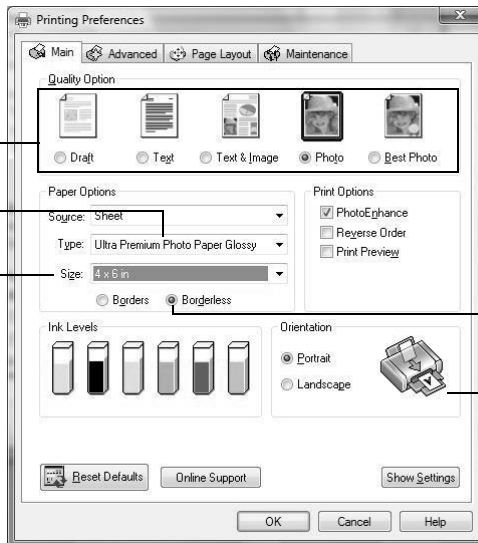 Printing Preferences
Main Advanced Page Layout Maintenance
Quality Option
Draft Text Text & Image Photo Best Photo
Paper Options
Source: Sheet
Type: Ultra Premium Photo Paper Glossy
Size: 4 x 6 in
Borders Borderless
Print Options
PhotoEnhance
Reverse Order
Print Preview
Ink Levels
Orientation
Portrait
Landscape
Reset Defaults Online Support Show Settings
OK Cancel Help